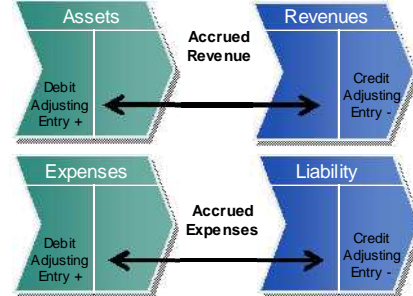 Assets
Accrued
Revenue
Revenues
Debit
Adjusting
Entry +
Credit
Adjusting
Entry -
Expenses
Accrued
Expenses
Liability
Debit
Adjusting
Entry +
Credit
Adjusting
Entry -